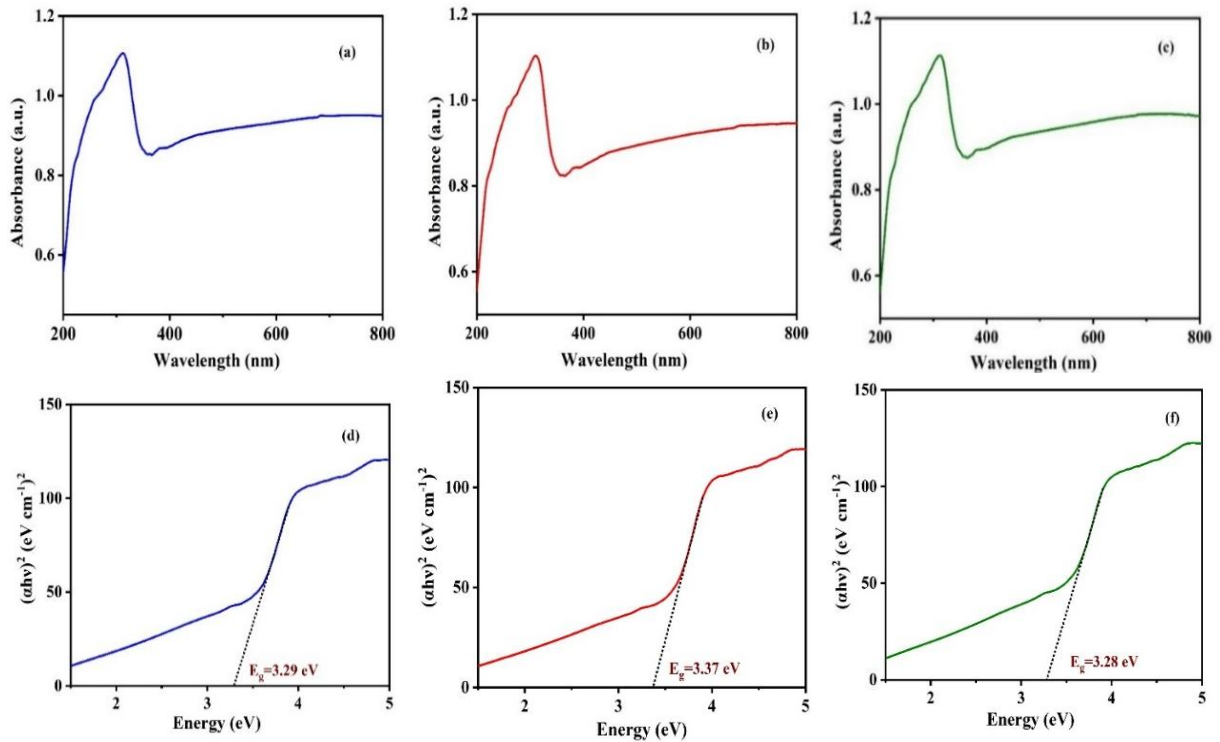 1.2
1.0
0.8
0.6
200
400
600
800
Absorbance (a.u.)
Wavelength (nm)
(a)
1.2
1.0
0.8
0.6
200
400
600
800
Absorbance (a.u.)
Wavelength (nm)
(b)
1.2
1.0
0.8
0.6
200
400
600
800
Absorbance (a.u.)
Wavelength (nm)
(c)
150
100
50
0
2
3
4
5
(αhν)² (eV cm⁻¹)²
Energy (eV)
(d)
E_g=3.29 eV
150
100
50
0
2
3
4
5
(αhν)² (eV cm⁻¹)²
Energy (eV)
(e)
E_g=3.37 eV
150
100
50
0
2
3
4
5
(αhν)² (eV cm⁻¹)²
Energy (eV)
(f)
E_g=3.28 eV